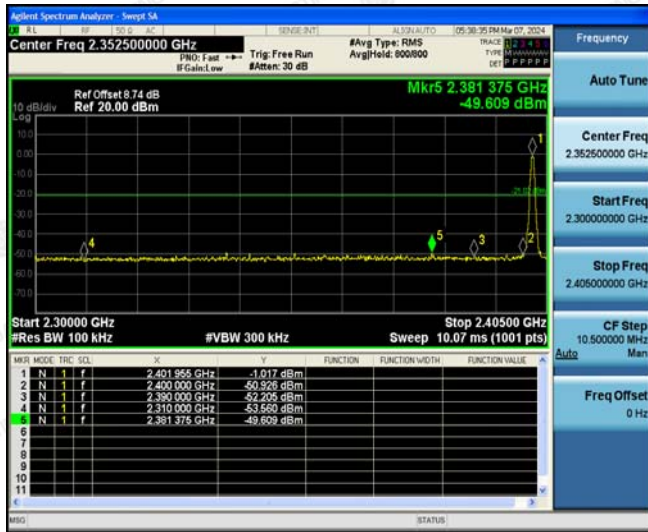 Agilent Spectrum Analyzer - Swept SA
RL RF 50 Ω AC SENSE:INT ALIGN AUTO 05:38:35 PM Mar 07, 2024
Center Freq 2.352500000 GHz
PNO: Fast
IFGain:Low
Trig: Free Run
#Atten: 30 dB
#Avg Type: RMS
Avg|Hold: 800/800
TRACE 1 2 3 4 5 6
TYPE M
DET P P P P P P
Ref Offset 8.74 dB
Ref 20.00 dBm
10 dB/div
Log
Mkr5 2.381 375 GHz
-49.609 dBm
10.0
0.00
-10.0
-20.0
-30.0
-40.0
-50.0
-60.0
-70.0
1
2
3
4
5
Start 2.30000 GHz
#Res BW 100 kHz
#VBW 300 kHz
Stop 2.40500 GHz
Sweep 10.07 ms (1001 pts)
MKR MODE TRC SCL X Y FUNCTION FUNCTION WIDTH FUNCTION VALUE
1 N 1 f 2.401 955 GHz -1.017 dBm
2 N 1 f 2.400 000 GHz -50.926 dBm
3 N 1 f 2.390 000 GHz -52.205 dBm
4 N 1 f 2.310 000 GHz -53.560 dBm
5 N 1 f 2.381 375 GHz -49.609 dBm
6
7
8
9
10
11
MSG STATUS
Frequency
Auto Tune
Center Freq
2.352500000 GHz
Start Freq
2.300000000 GHz
Stop Freq
2.405000000 GHz
CF Step
10.500000 MHz
Auto Man
Freq Offset
0 Hz